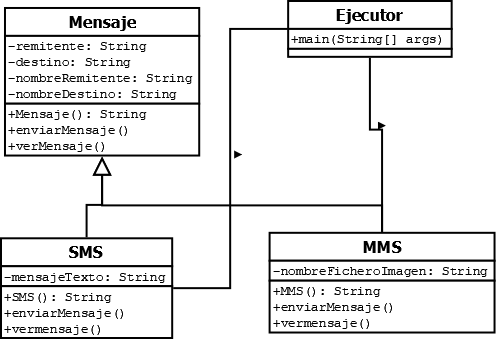 Mensaje
-remitente: String
-destino: String
-nombreRemitente: String
-nombreDestino: String
+Mensaje(): String
+enviarMensaje()
+verMensaje()
Ejecutor
+main(String[] args)
SMS
-mensajeTexto: String
+SMS(): String
+enviarMensaje()
+vermensaje()
MMS
-nombreFicheroImagen: String
+MMS(): String
+enviarMensaje()
+vermensaje()